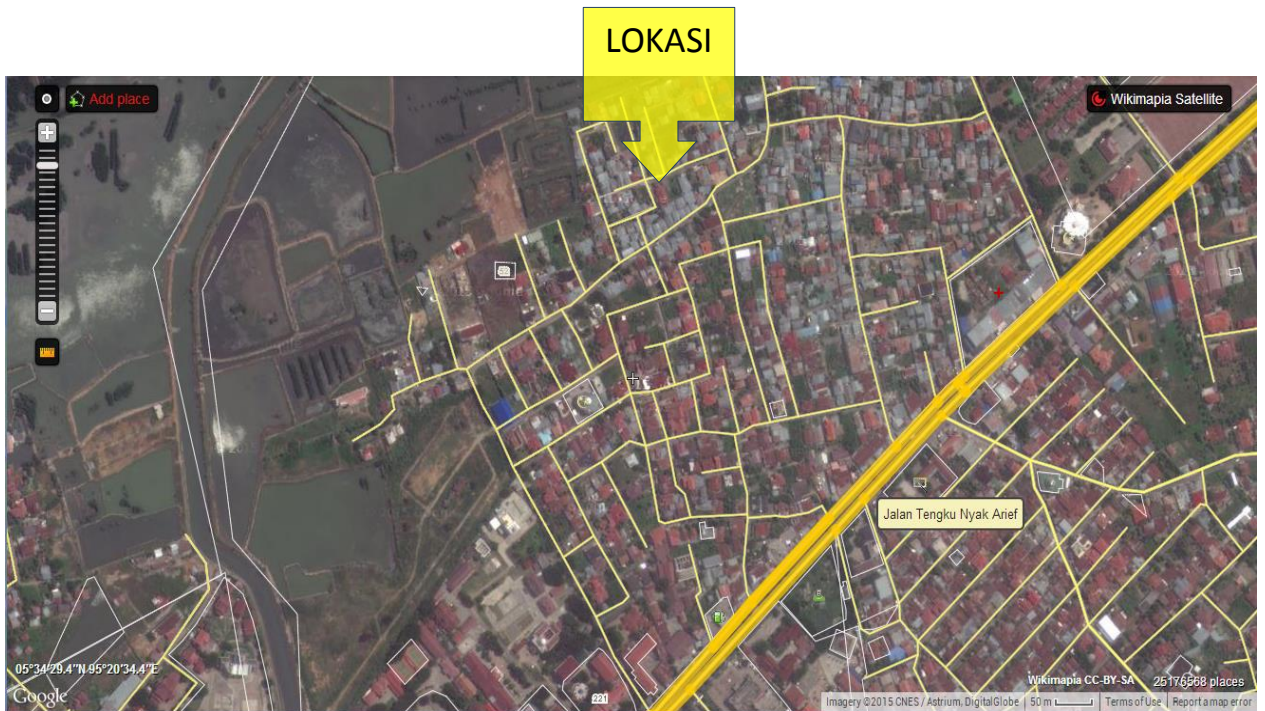 LOKASI
Add place
Wikimapia Satellite
Jalan Tengku Nyak Arief
05°34'29.4"N 95°20'34.4"E
Google
221
Wikimapia CC-BY-SA 25175568 places
Imagery ©2015 CNES / Astrium, DigitalGlobe 50 m Terms of Use Report a map error